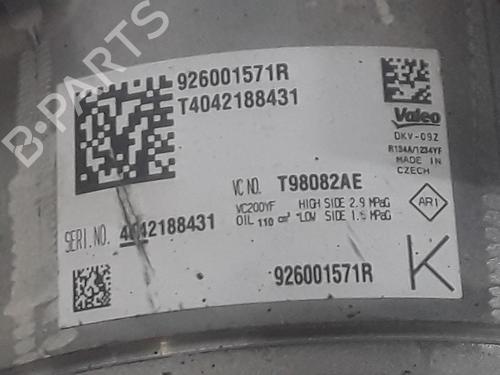 B-PARTS
926001571R
T4042188431
Valeo
DKV-09Z
R134A/1234YF
MADE IN
CZECH
VC NO. T98082AE
VC200YF HIGH SIDE 2.9 MPaG
OIL 110 cm³ LOW SIDE 1.6 MPaG
AR1
SERI.NO. 4042188431
926001571R
K